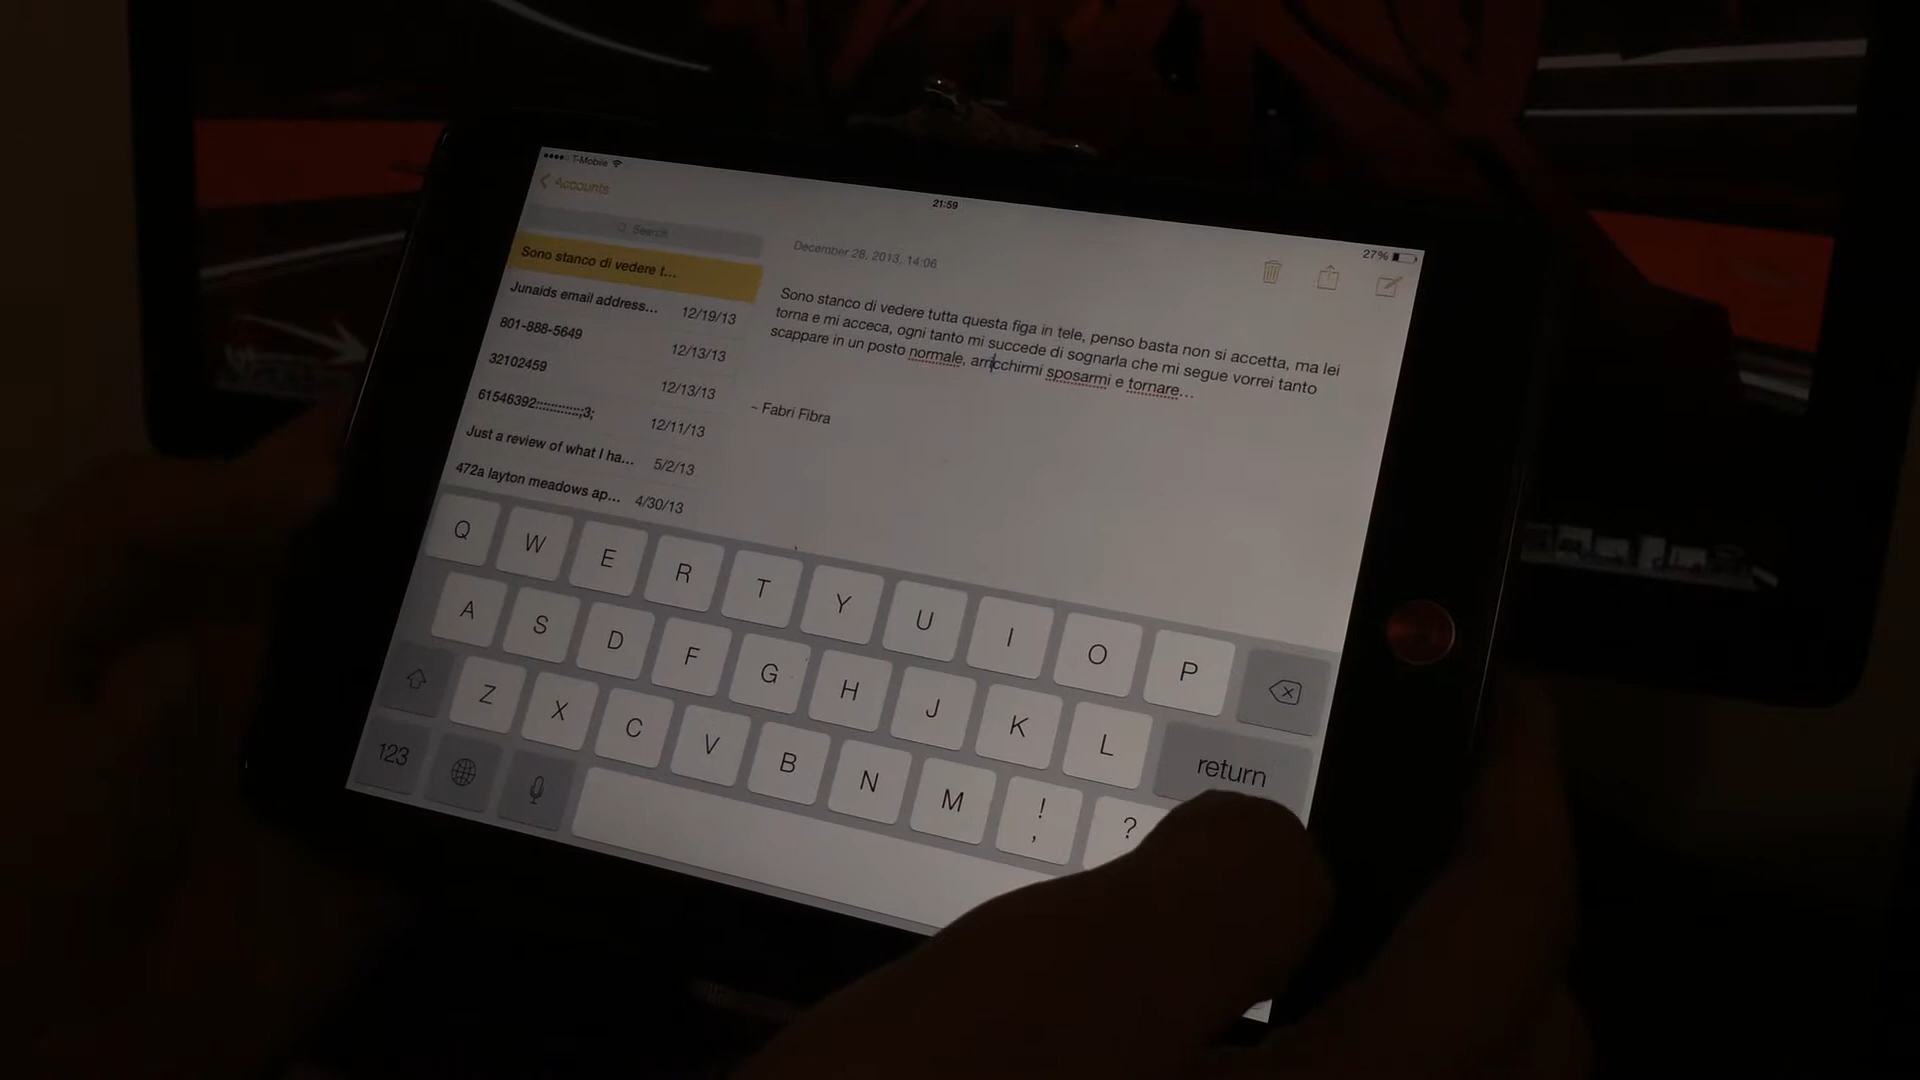 T-Mobile
21:59
27%
Accounts
Search
Sono stanco di vedere t...
Junaids email address... 12/19/13
801-888-5649 12/13/13
32102459 12/13/13
61546392:::::::::::::;3; 12/11/13
Just a review of what I ha... 5/2/13
472a layton meadows ap... 4/30/13
December 28, 2013, 14:06
Sono stanco di vedere tutta questa figa in tele, penso basta non si accetta, ma lei
torna e mi acceca, ogni tanto mi succede di sognarla che mi segue vorrei tanto
scappare in un posto normale, arricchirmi sposarmi e tornare...
~ Fabri Fibra
Q W E R T Y U I O P
A S D F G H J K L return
Z X C V B N M ! , ?
123